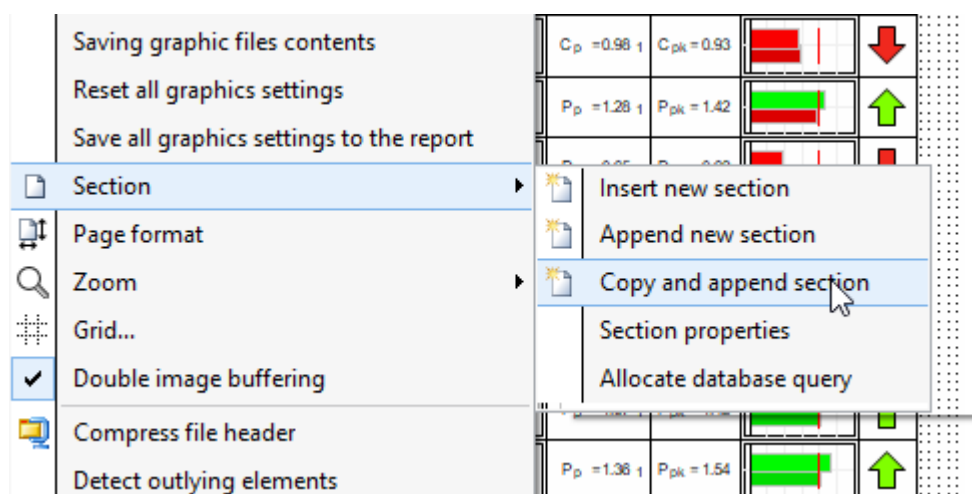 Saving graphic files contents
Reset all graphics settings
Save all graphics settings to the report
Section
Page format
Zoom
Grid...
Double image buffering
Compress file header
Detect outlying elements
Insert new section
Append new section
Copy and append section
Section properties
Allocate database query
Cp =0.98 1 Cpk =0.93
Pp =1.28 1 Ppk =1.42
Pp =1.36 1 Ppk =1.54